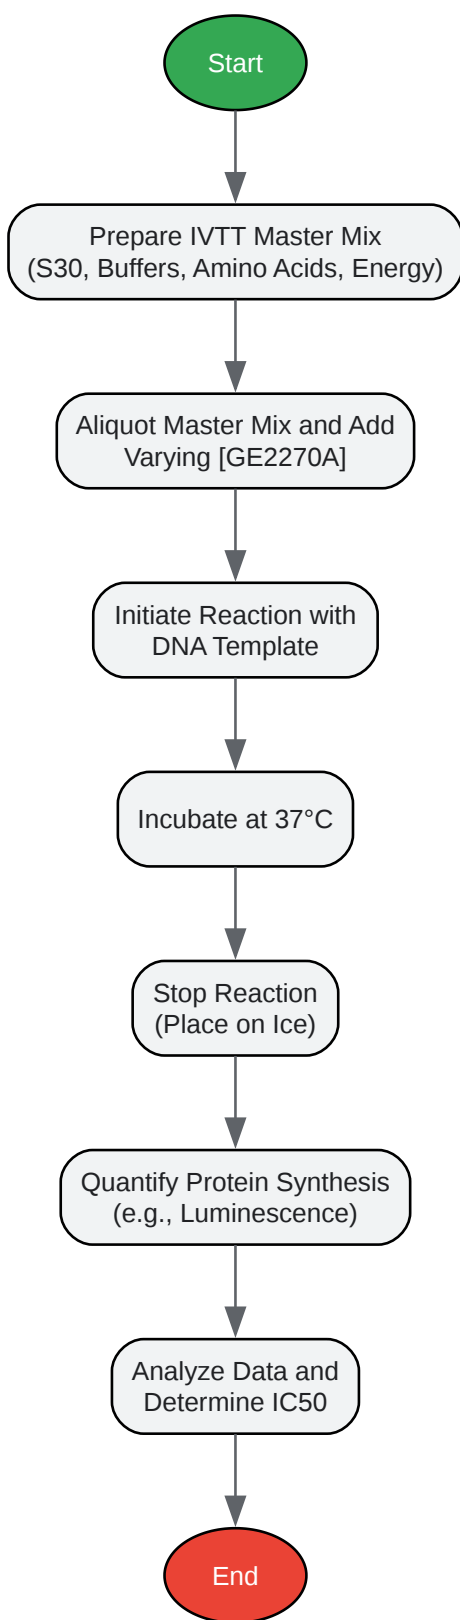 Start
Prepare IVTT Master Mix
(S30, Buffers, Amino Acids, Energy)
Aliquot Master Mix and Add
Varying [GE2270A]
Initiate Reaction with
DNA Template
Incubate at 37°C
Stop Reaction
(Place on Ice)
Quantify Protein Synthesis
(e.g., Luminescence)
Analyze Data and
Determine IC50
End